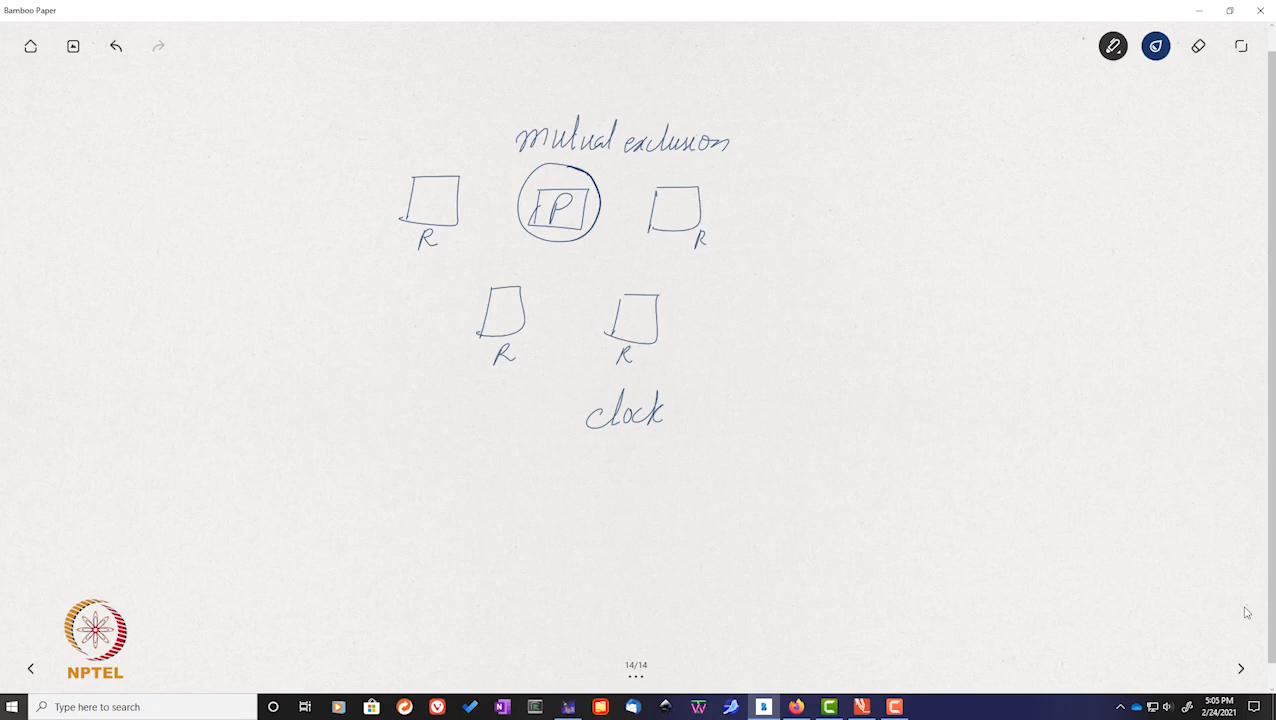 Bamboo Paper
mutual exclusion
P
R
R
R
R
clock
NPTEL
14/14
Type here to search
5:05 PM
2/24/2021